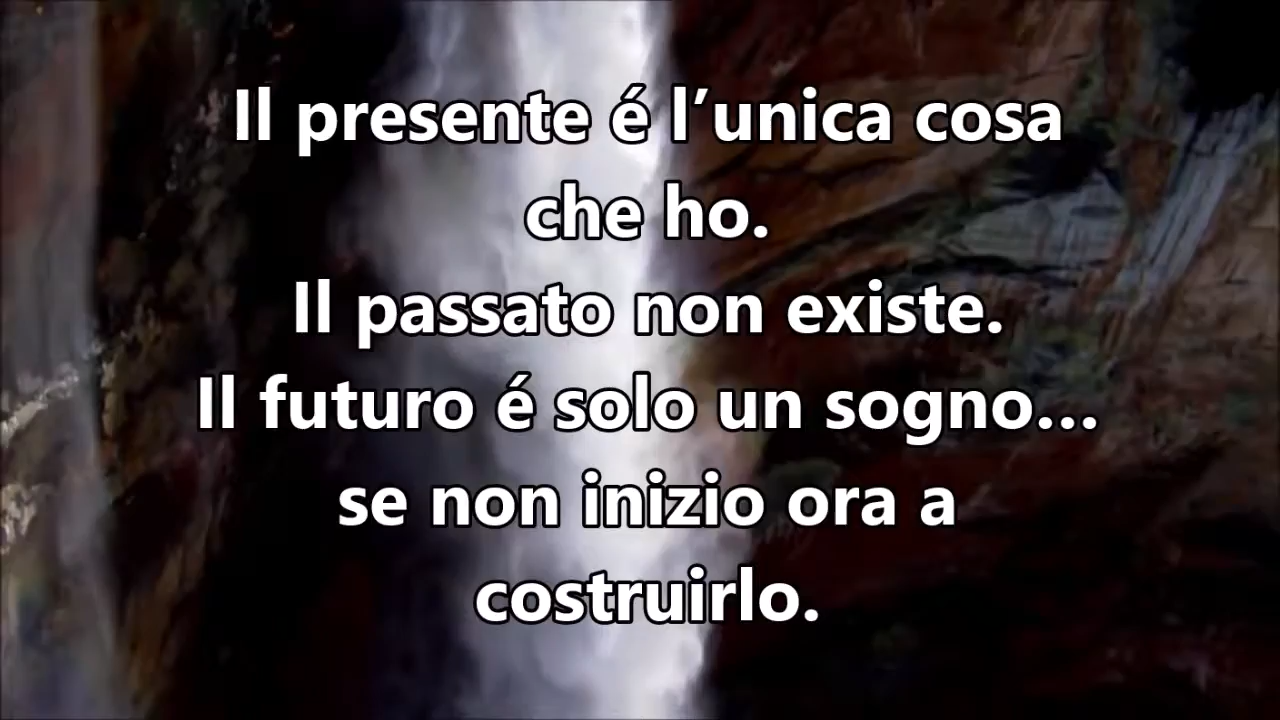 Il presente é l’unica cosa
che ho.
Il passato non existe.
Il futuro é solo un sogno...
se non inizio ora a
costruirlo.